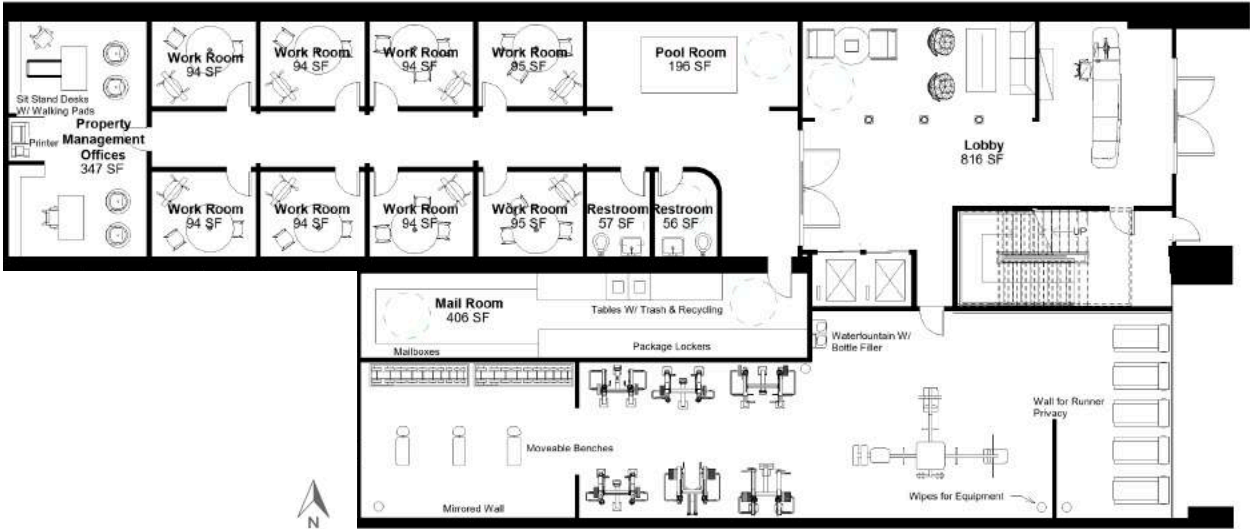 Work Room
94 SF
Work Room
94 SF
Work Room
94 SF
Work Room
95 SF
Pool Room
196 SF
Sit Stand Desks
W/ Walking Pads
Printer
Property
Management
Offices
347 SF
Lobby
816 SF
Work Room
94 SF
Work Room
94 SF
Work Room
94 SF
Work Room
95 SF
Restroom
57 SF
Restroom
56 SF
UP
Mail Room
406 SF
Tables W/ Trash & Recycling
Mailboxes
Package Lockers
Waterfountain W/
Bottle Filler
Wall for Runner
Privacy
Moveable Benches
Mirrored Wall
Wipes for Equipment
N